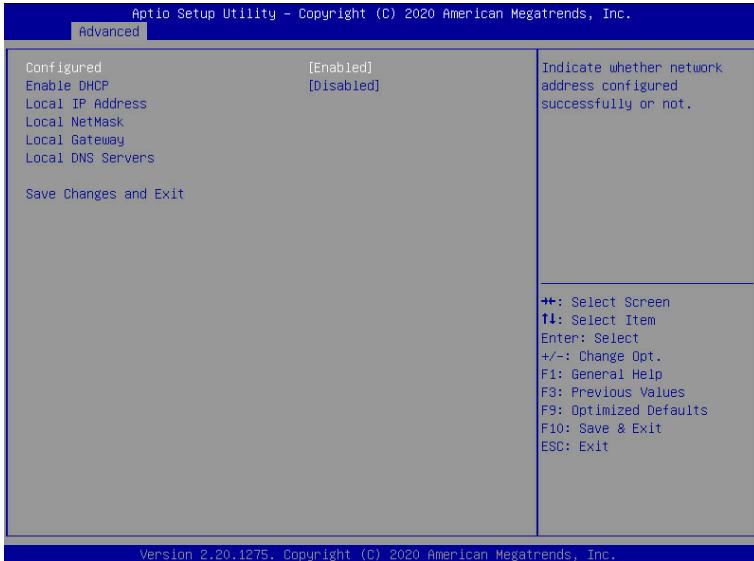 Aptio Setup Utility – Copyright (C) 2020 American Megatrends, Inc.
Advanced
Configured [Enabled]
Enable DHCP [Disabled]
Local IP Address
Local NetMask
Local Gateway
Local DNS Servers
Save Changes and Exit
Indicate whether network
address configured
successfully or not.
→←: Select Screen
↑↓: Select Item
Enter: Select
+/-: Change Opt.
F1: General Help
F3: Previous Values
F9: Optimized Defaults
F10: Save & Exit
ESC: Exit
Version 2.20.1275. Copyright (C) 2020 American Megatrends, Inc.